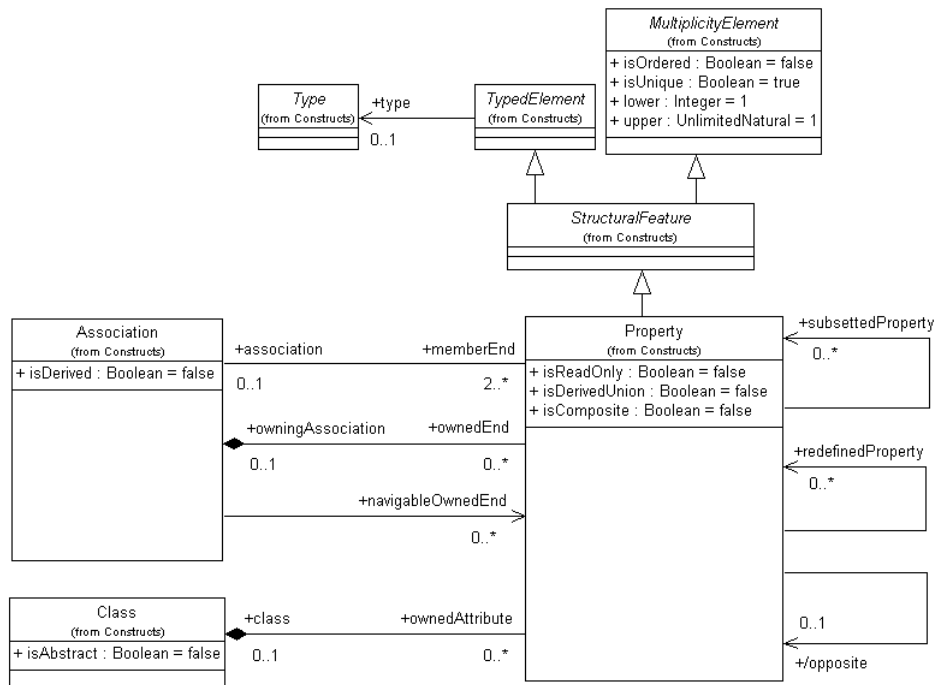 MultiplicityElement
(from Constructs)
+ isOrdered : Boolean = false
+ isUnique : Boolean = true
+ lower : Integer = 1
+ upper : UnlimitedNatural = 1
Type
(from Constructs)
+type
0..1
TypedElement
(from Constructs)
StructuralFeature
(from Constructs)
Association
(from Constructs)
+ isDerived : Boolean = false
+association
0..1
+memberEnd
2..*
+owningAssociation
0..1
+ownedEnd
0..*
+navigableOwnedEnd
0..*
Property
(from Constructs)
+ isReadOnly : Boolean = false
+ isDerivedUnion : Boolean = false
+ isComposite : Boolean = false
+subsettedProperty
0..*
+redefinedProperty
0..*
0..1
+/opposite
Class
(from Constructs)
+ isAbstract : Boolean = false
+class
0..1
+ownedAttribute
0..*